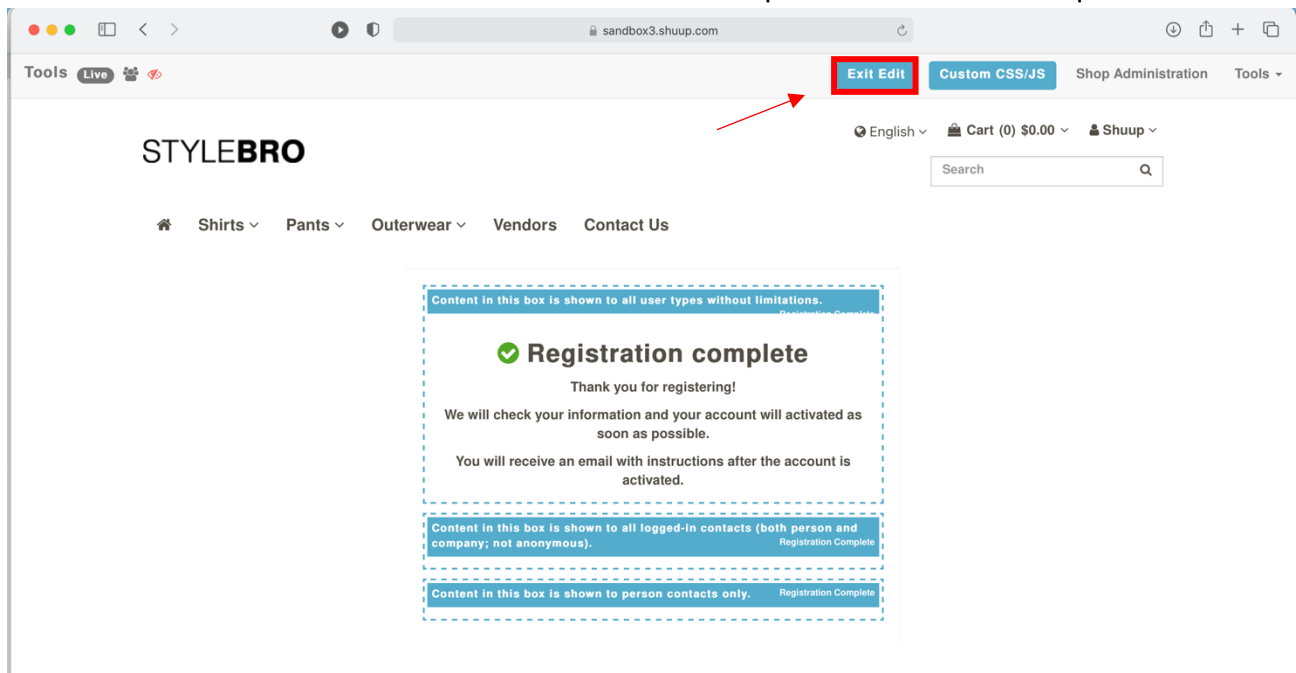 sandbox3.shuup.com
Tools Live Exit Edit Custom CSS/JS Shop Administration Tools
English Cart (0) $0.00 Shuup
STYLEBRO
Search
Shirts Pants Outerwear Vendors Contact Us
Content in this box is shown to all user types without limitations.
Registration Complete
Registration complete
Thank you for registering!
We will check your information and your account will activated as
soon as possible.
You will receive an email with instructions after the account is
activated.
Content in this box is shown to all logged-in contacts (both person and
company; not anonymous). Registration Complete
Content in this box is shown to person contacts only. Registration Complete